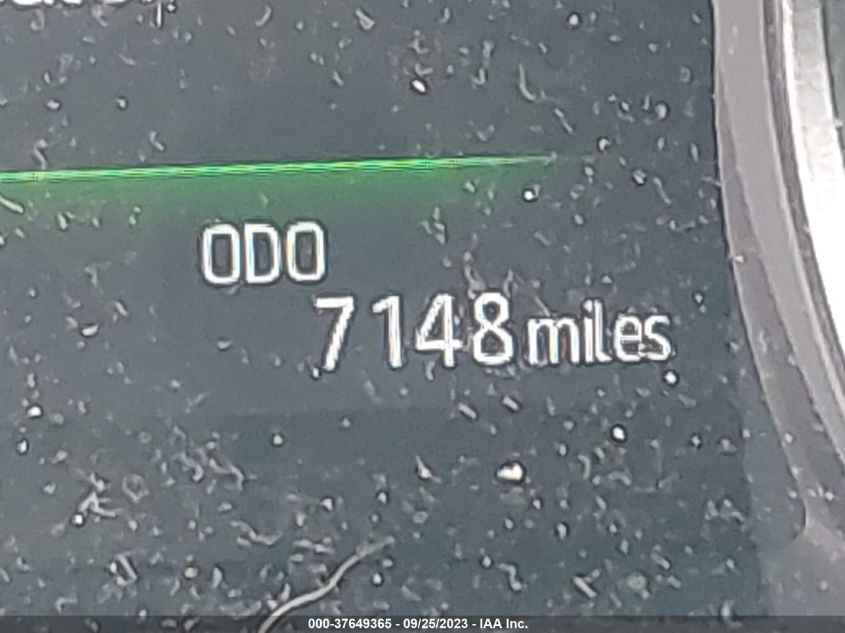 ODO
7148 miles
000-37649365 - 09/25/2023 - IAA Inc.